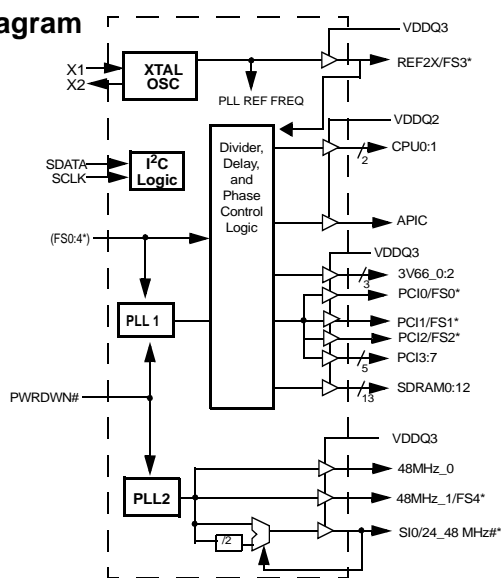 agram
VDDQ3
X1
X2
XTAL
OSC
REF2X/FS3*
PLL REF FREQ
VDDQ2
Divider,
Delay,
and
Phase
Control
Logic
CPU0:1
2
SDATA
SCLK
I2C
Logic
APIC
(FS0:4*)
VDDQ3
3V66_0:2
3
PCI0/FS0*
PLL 1
PCI1/FS1*
PCI2/FS2*
PCI3:7
5
PWRDWN#
SDRAM0:12
13
VDDQ3
48MHz_0
PLL2
48MHz_1/FS4*
SI0/24_48 MHz#*
/2